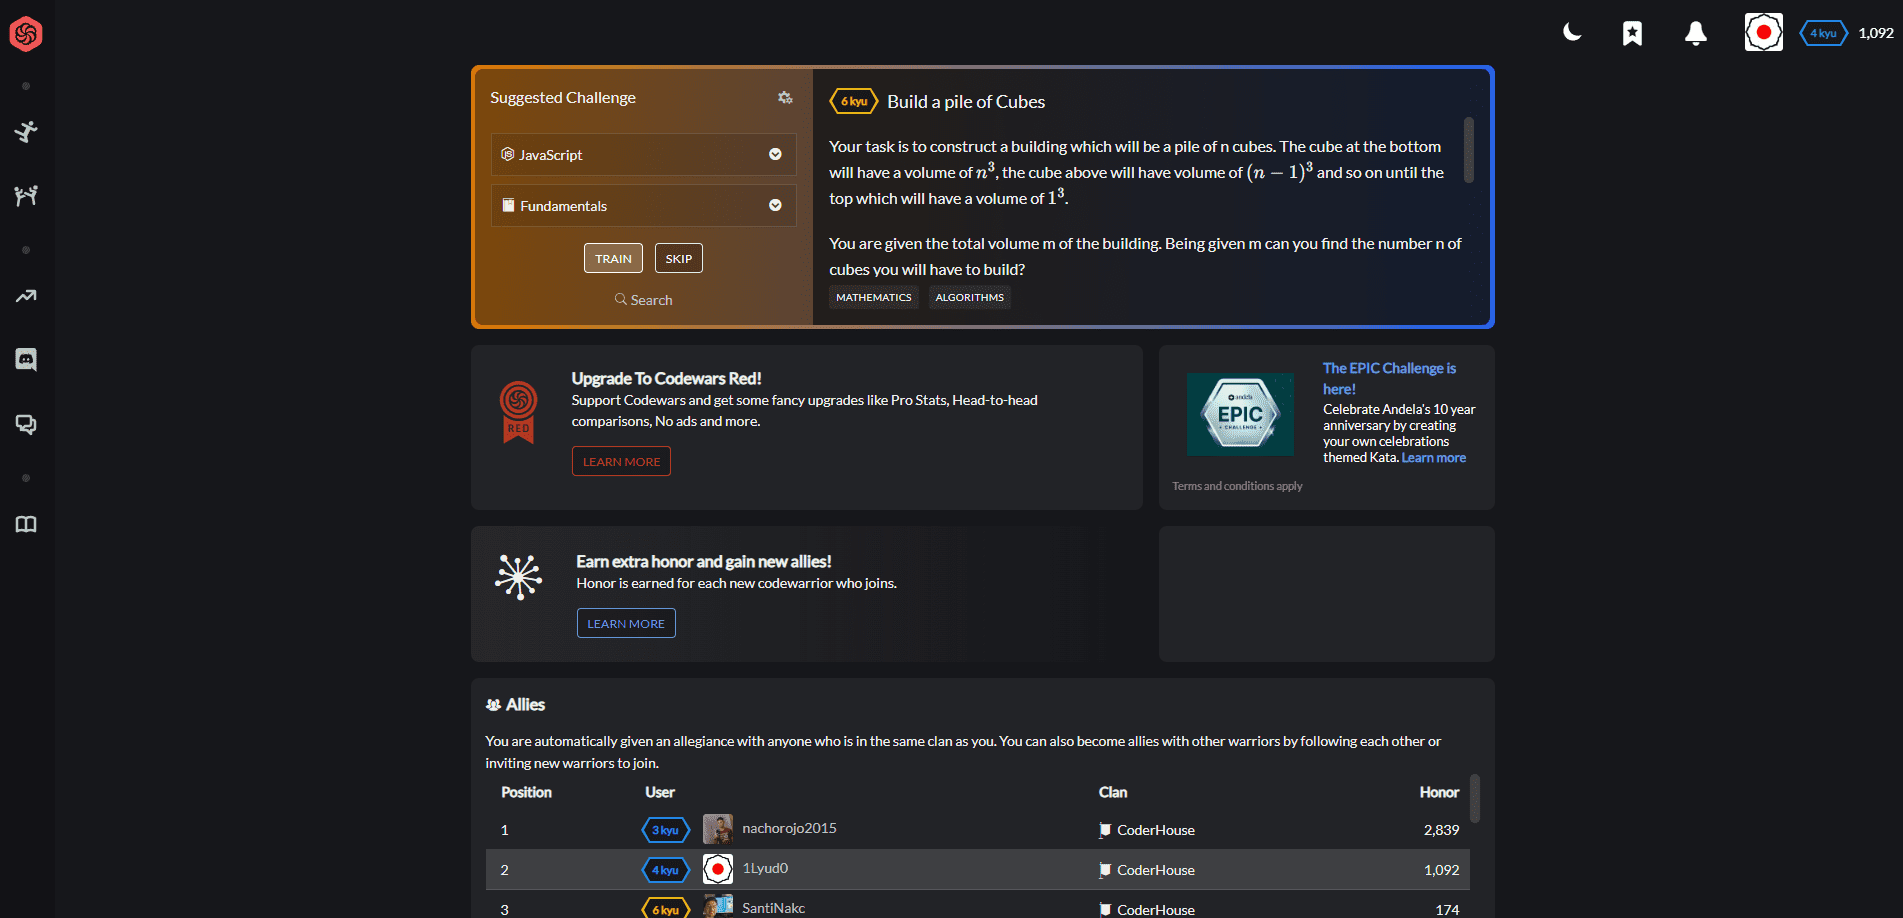 4 kyu 1,092
Suggested Challenge
JavaScript
Fundamentals
TRAIN SKIP
Search
6 kyu Build a pile of Cubes
Your task is to construct a building which will be a pile of n cubes. The cube at the bottom
will have a volume of n³, the cube above will have volume of (n − 1)³ and so on until the
top which will have a volume of 1³.
You are given the total volume m of the building. Being given m can you find the number n of
cubes you will have to build?
MATHEMATICS ALGORITHMS
RED
Upgrade To Codewars Red!
Support Codewars and get some fancy upgrades like Pro Stats, Head-to-head
comparisons, No ads and more.
LEARN MORE
andela
EPIC
CHALLENGE
The EPIC Challenge is
here!
Celebrate Andela's 10 year
anniversary by creating
your own celebrations
themed Kata. Learn more
Terms and conditions apply
Earn extra honor and gain new allies!
Honor is earned for each new codewarrior who joins.
LEARN MORE
Allies
You are automatically given an allegiance with anyone who is in the same clan as you. You can also become allies with other warriors by following each other or
inviting new warriors to join.
Position User Clan Honor
1 3 kyu nachorojo2015 CoderHouse 2,839
2 4 kyu 1Lyud0 CoderHouse 1,092
3 6 kyu SantiNakc CoderHouse 174